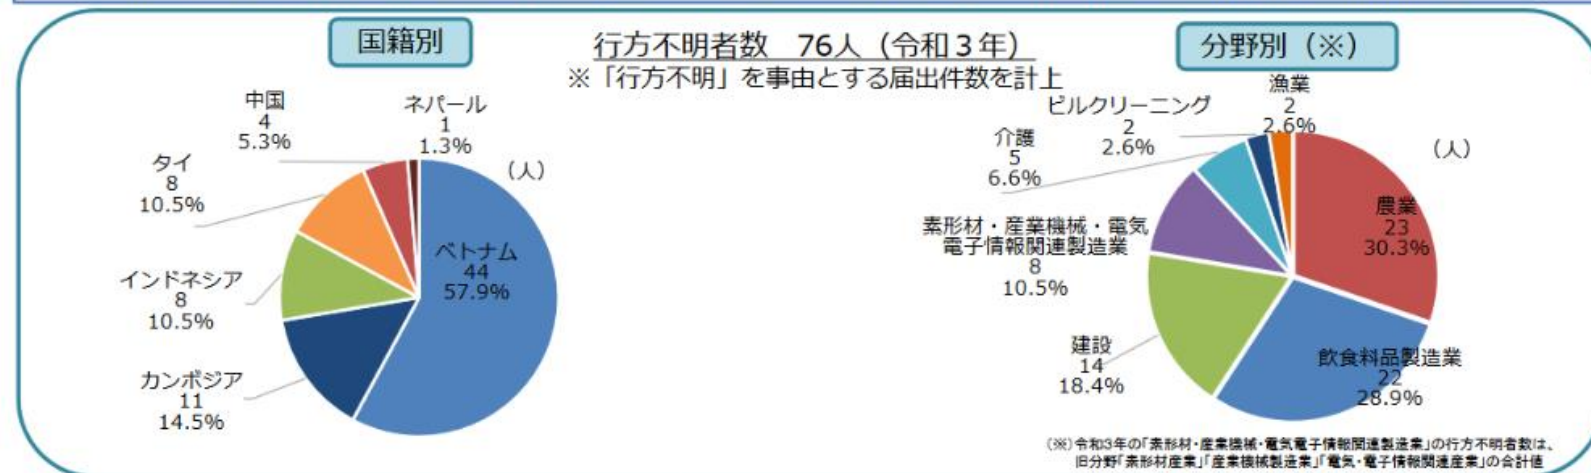 国籍別
行方不明者数 76人（令和３年）
※「行方不明」を事由とする届出件数を計上
分野別（※）
中国
4
5.3%
ネパール
1
1.3%
（人）
タイ
8
10.5%
ベトナム
44
57.9%
インドネシア
8
10.5%
カンボジア
11
14.5%
漁業
2
2.6%
ビルクリーニング
2
2.6%
介護
5
6.6%
（人）
農業
23
30.3%
素形材・産業機械・電気
電子情報関連製造業
8
10.5%
建設
14
18.4%
飲食料品製造業
22
28.9%
（※）令和3年の「素形材・産業機械・電気電子情報関連製造業」の行方不明者数は、
旧分野「素形材産業」「産業機械製造業」「電気・電子情報関連産業」の合計値